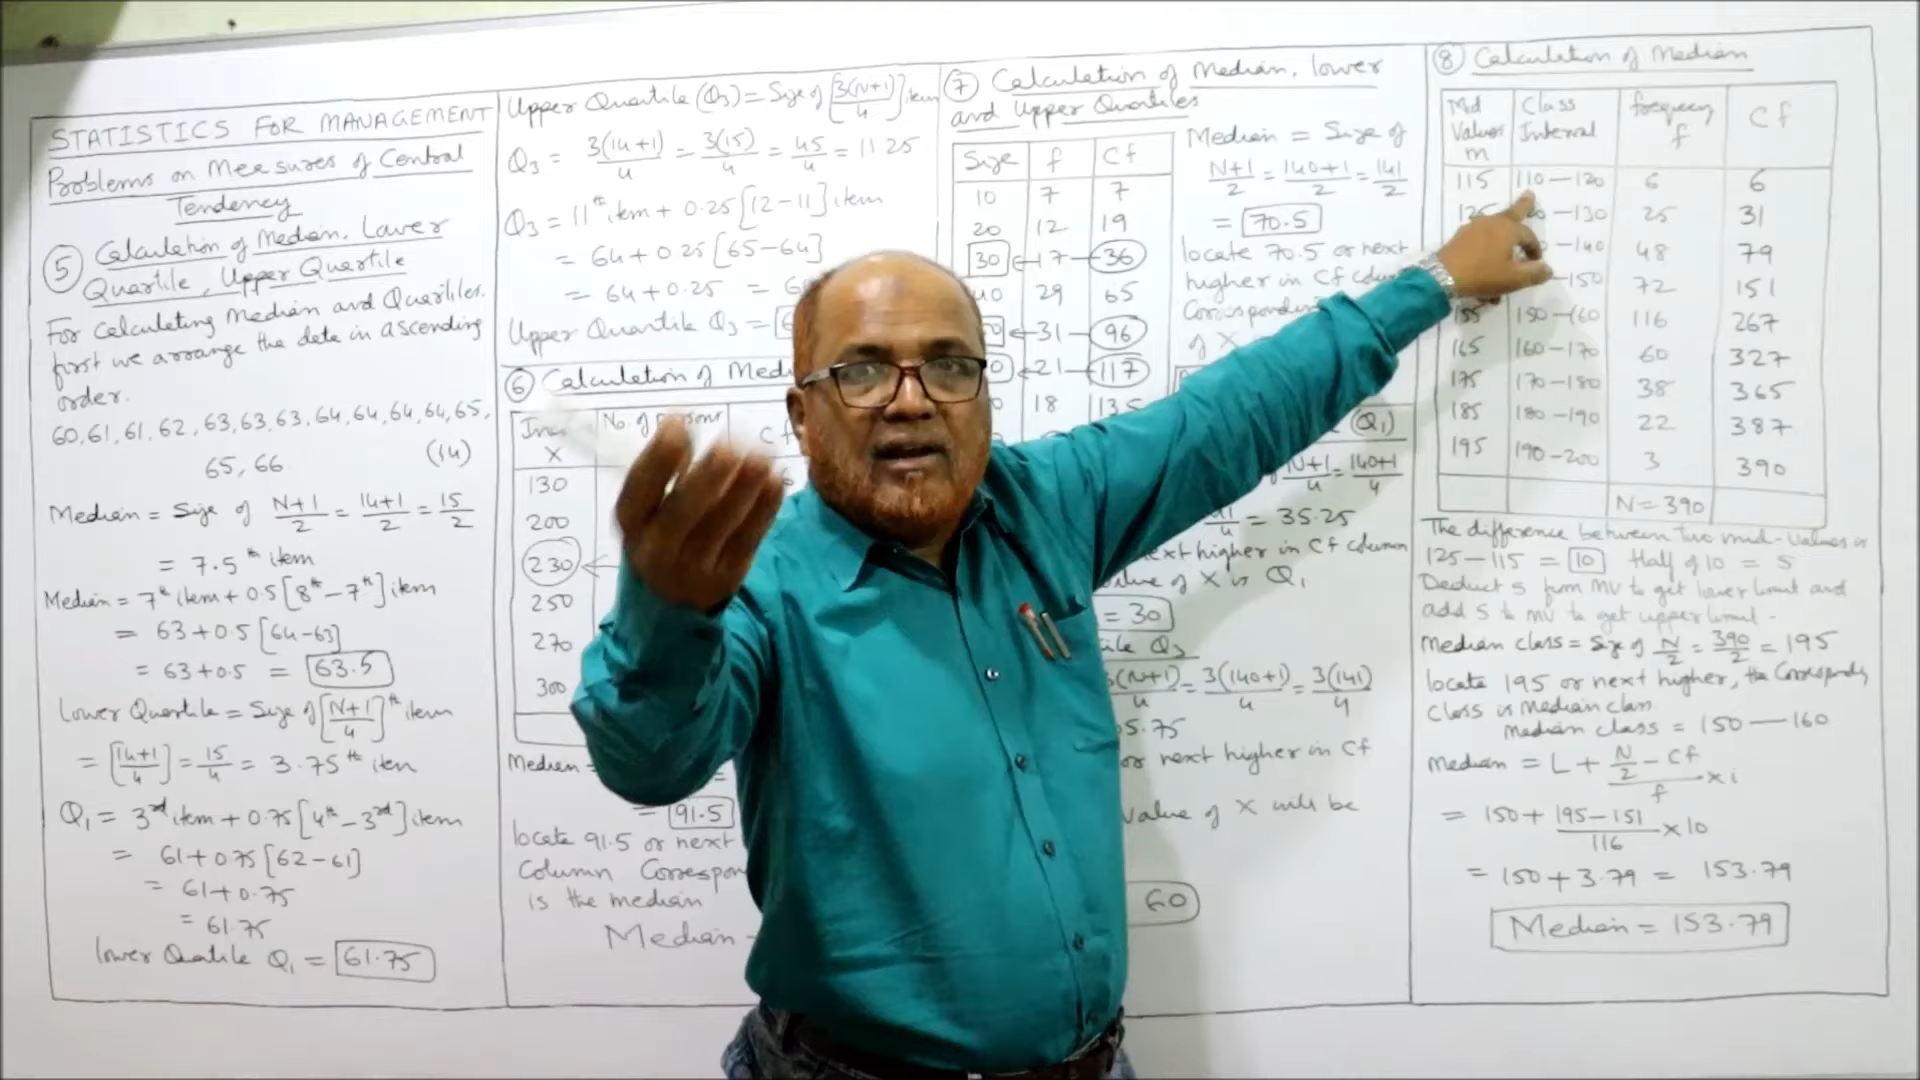 STATISTICS FOR MANAGEMENT
Problems on Measures of Central
Tendency
5 Calculation of Median, Lower
Quartile, Upper Quartile
For Calculating Median and Quartiles.
first we arrange the data in ascending
order.
60, 61, 61, 62, 63, 63, 63, 64, 64, 64, 64, 65,
65, 66 (14)
Median = Size of N+1/2 = 14+1/2 = 15/2
= 7.5th item
Median = 7th item + 0.5 [8th - 7th] item
= 63 + 0.5 [64-63]
= 63 + 0.5 = 63.5
Lower Quartile = Size of [N+1/4]th item
= [14+1/4] = 15/4 = 3.75th item
Q1 = 3rd item + 0.75 [4th - 3rd] item
= 61 + 0.75 [62-61]
= 61 + 0.75
= 61.75
lower Quartile Q1 = 61.75
Upper Quartile (Q3) = Size of [3(N+1)/4] item
Q3 = 3(14+1)/4 = 3(15)/4 = 45/4 = 11.25
Q3 = 11th item + 0.25 [12-11] item
= 64 + 0.25 [65-64]
= 64 + 0.25 =
Upper Quartile Q3 =
6 Calculation of
No. of persons
X Cf
130
200
230
250
270
300
Median =
= 91.5
locate 91.5 or next
Column
is the median
Median
7 Calculation of Median, lower
and Upper Quartiles
Size f Cf
10 7 7
20 12 19
30 17 36
29 65
31 96
21 117
18 135
Median = Size of
N+1/2 = 140+1/2 = 141/2
= 70.5
locate 70.5 or next
higher in Cf
of X
(Q1)
N+1/4 = 140+1/4
= 35.25
next higher in Cf column
value of X is Q1
= 30
Q3
3(N+1)/4 = 3(140+1)/4 = 3(141)/4
5.75
or next higher in Cf
value of X will be
60
8 Calculation of Median
Md Values m Class Interval frequency f Cf
115 110-120 6 6
-130 25 31
-140 48 79
-150 72 151
155 150-160 116 267
165 160-170 60 327
175 170-180 38 365
185 180-190 22 387
195 190-200 3 390
N = 390
The difference between two mid-values is
125 - 115 = 10 Half of 10 = 5
Deduct 5 from MV to get lower limit and
add 5 to MV to get upper limit.
Median class = Size of N/2 = 390/2 = 195
locate 195 or next higher, the
Class is Median class
Median class = 150 - 160
Median = L + N/2 - Cf/f × i
= 150 + 195-151/116 × 10
= 150 + 3.79 = 153.79
Median = 153.79